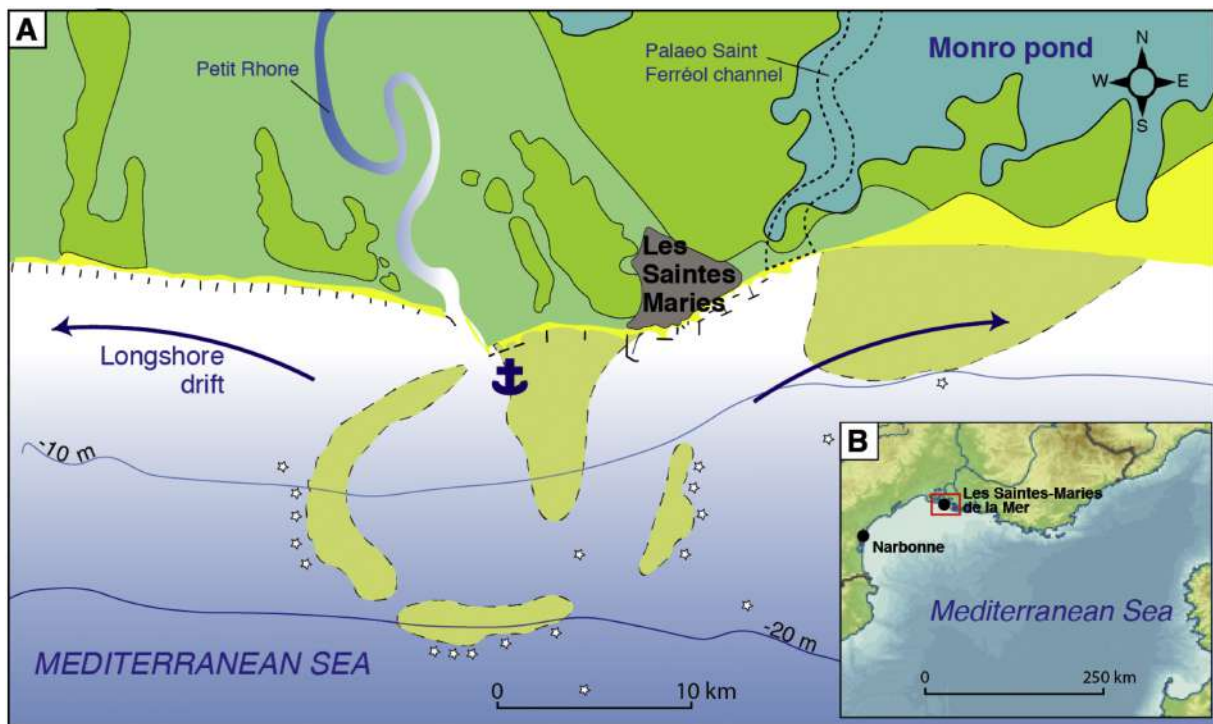 A
Petit Rhone
Palaeo Saint
Ferréol channel
Monro pond
N
W
E
S
Les
Saintes
Maries
Longshore
drift
-10 m
-20 m
MEDITERRANEAN SEA
0
10 km
B
Les Saintes-Maries
de la Mer
Narbonne
Mediterranean Sea
0
250 km